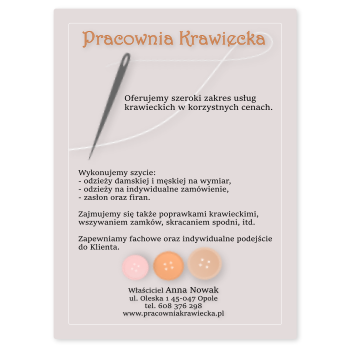 Pracownia Krawiecka
Oferujemy szeroki zakres usług
krawieckich w korzystnych cenach.
Wykonujemy szycie:
- odzieży damskiej i męskiej na wymiar,
- odzieży na indywidualne zamówienie,
- zasłon oraz firan.
Zajmujemy się także poprawkami krawieckimi,
wszywaniem zamków, skracaniem spodni, itd.
Zapewniamy fachowe oraz indywidualne podejście
do Klienta.
Właściciel Anna Nowak
ul. Oleska 1 45-047 Opole
tel. 608 376 298
www.pracowniakrawiecka.pl